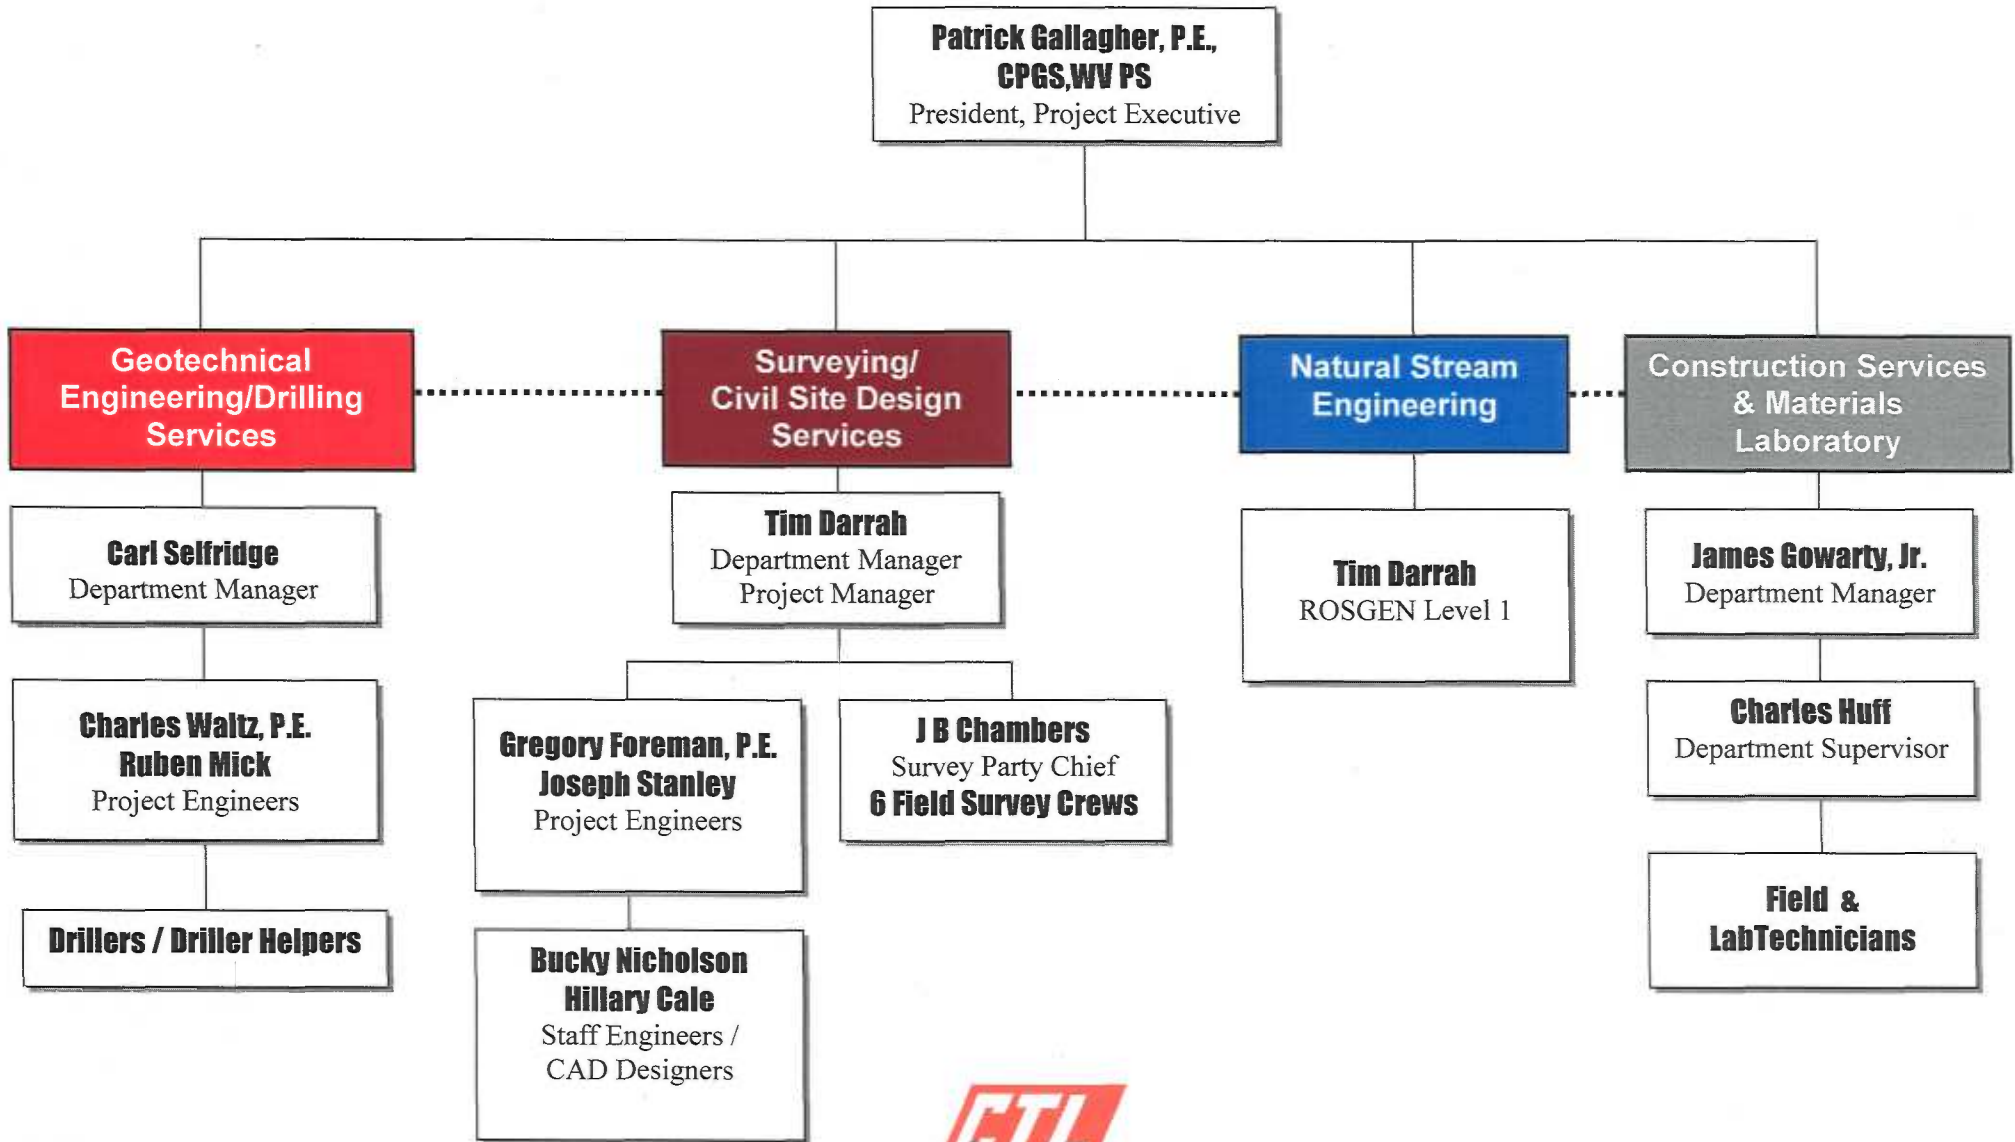 Patrick Gallagher, P.E.,
CPGS,WV PS
President, Project Executive
Geotechnical
Engineering/Drilling
Services
Surveying/
Civil Site Design
Services
Natural Stream
Engineering
Construction Services
& Materials
Laboratory
Carl Selfridge
Department Manager
Charles Waltz, P.E.
Ruben Mick
Project Engineers
Drillers / Driller Helpers
Tim Darrah
Department Manager
Project Manager
Gregory Foreman, P.E.
Joseph Stanley
Project Engineers
Bucky Nicholson
Hillary Cale
Staff Engineers /
CAD Designers
J B Chambers
Survey Party Chief
6 Field Survey Crews
Tim Darrah
ROSGEN Level 1
James Gowarty, Jr.
Department Manager
Charles Huff
Department Supervisor
Field &
LabTechnicians
CTL